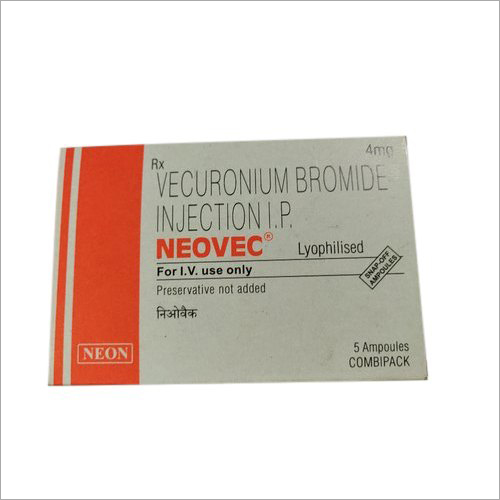 Rx
4mg
VECURONIUM BROMIDE
INJECTION I.P.
NEOVEC®
Lyophilised
For I.V. use only
SNAP-OFF
AMPOULES
Preservative not added
निओवैक
NEON
5 Ampoules
COMBIPACK